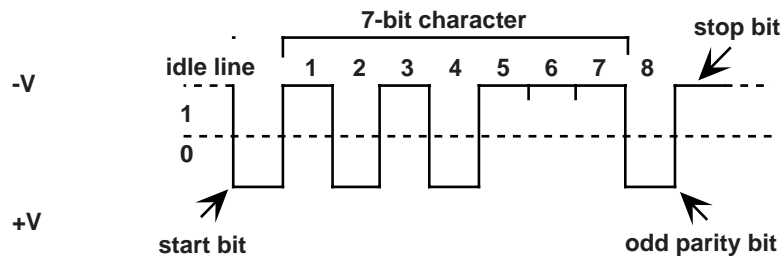 7-bit character
stop bit
idle line 1 2 3 4 5 6 7 8
-V
1
0
+V
start bit
odd parity bit